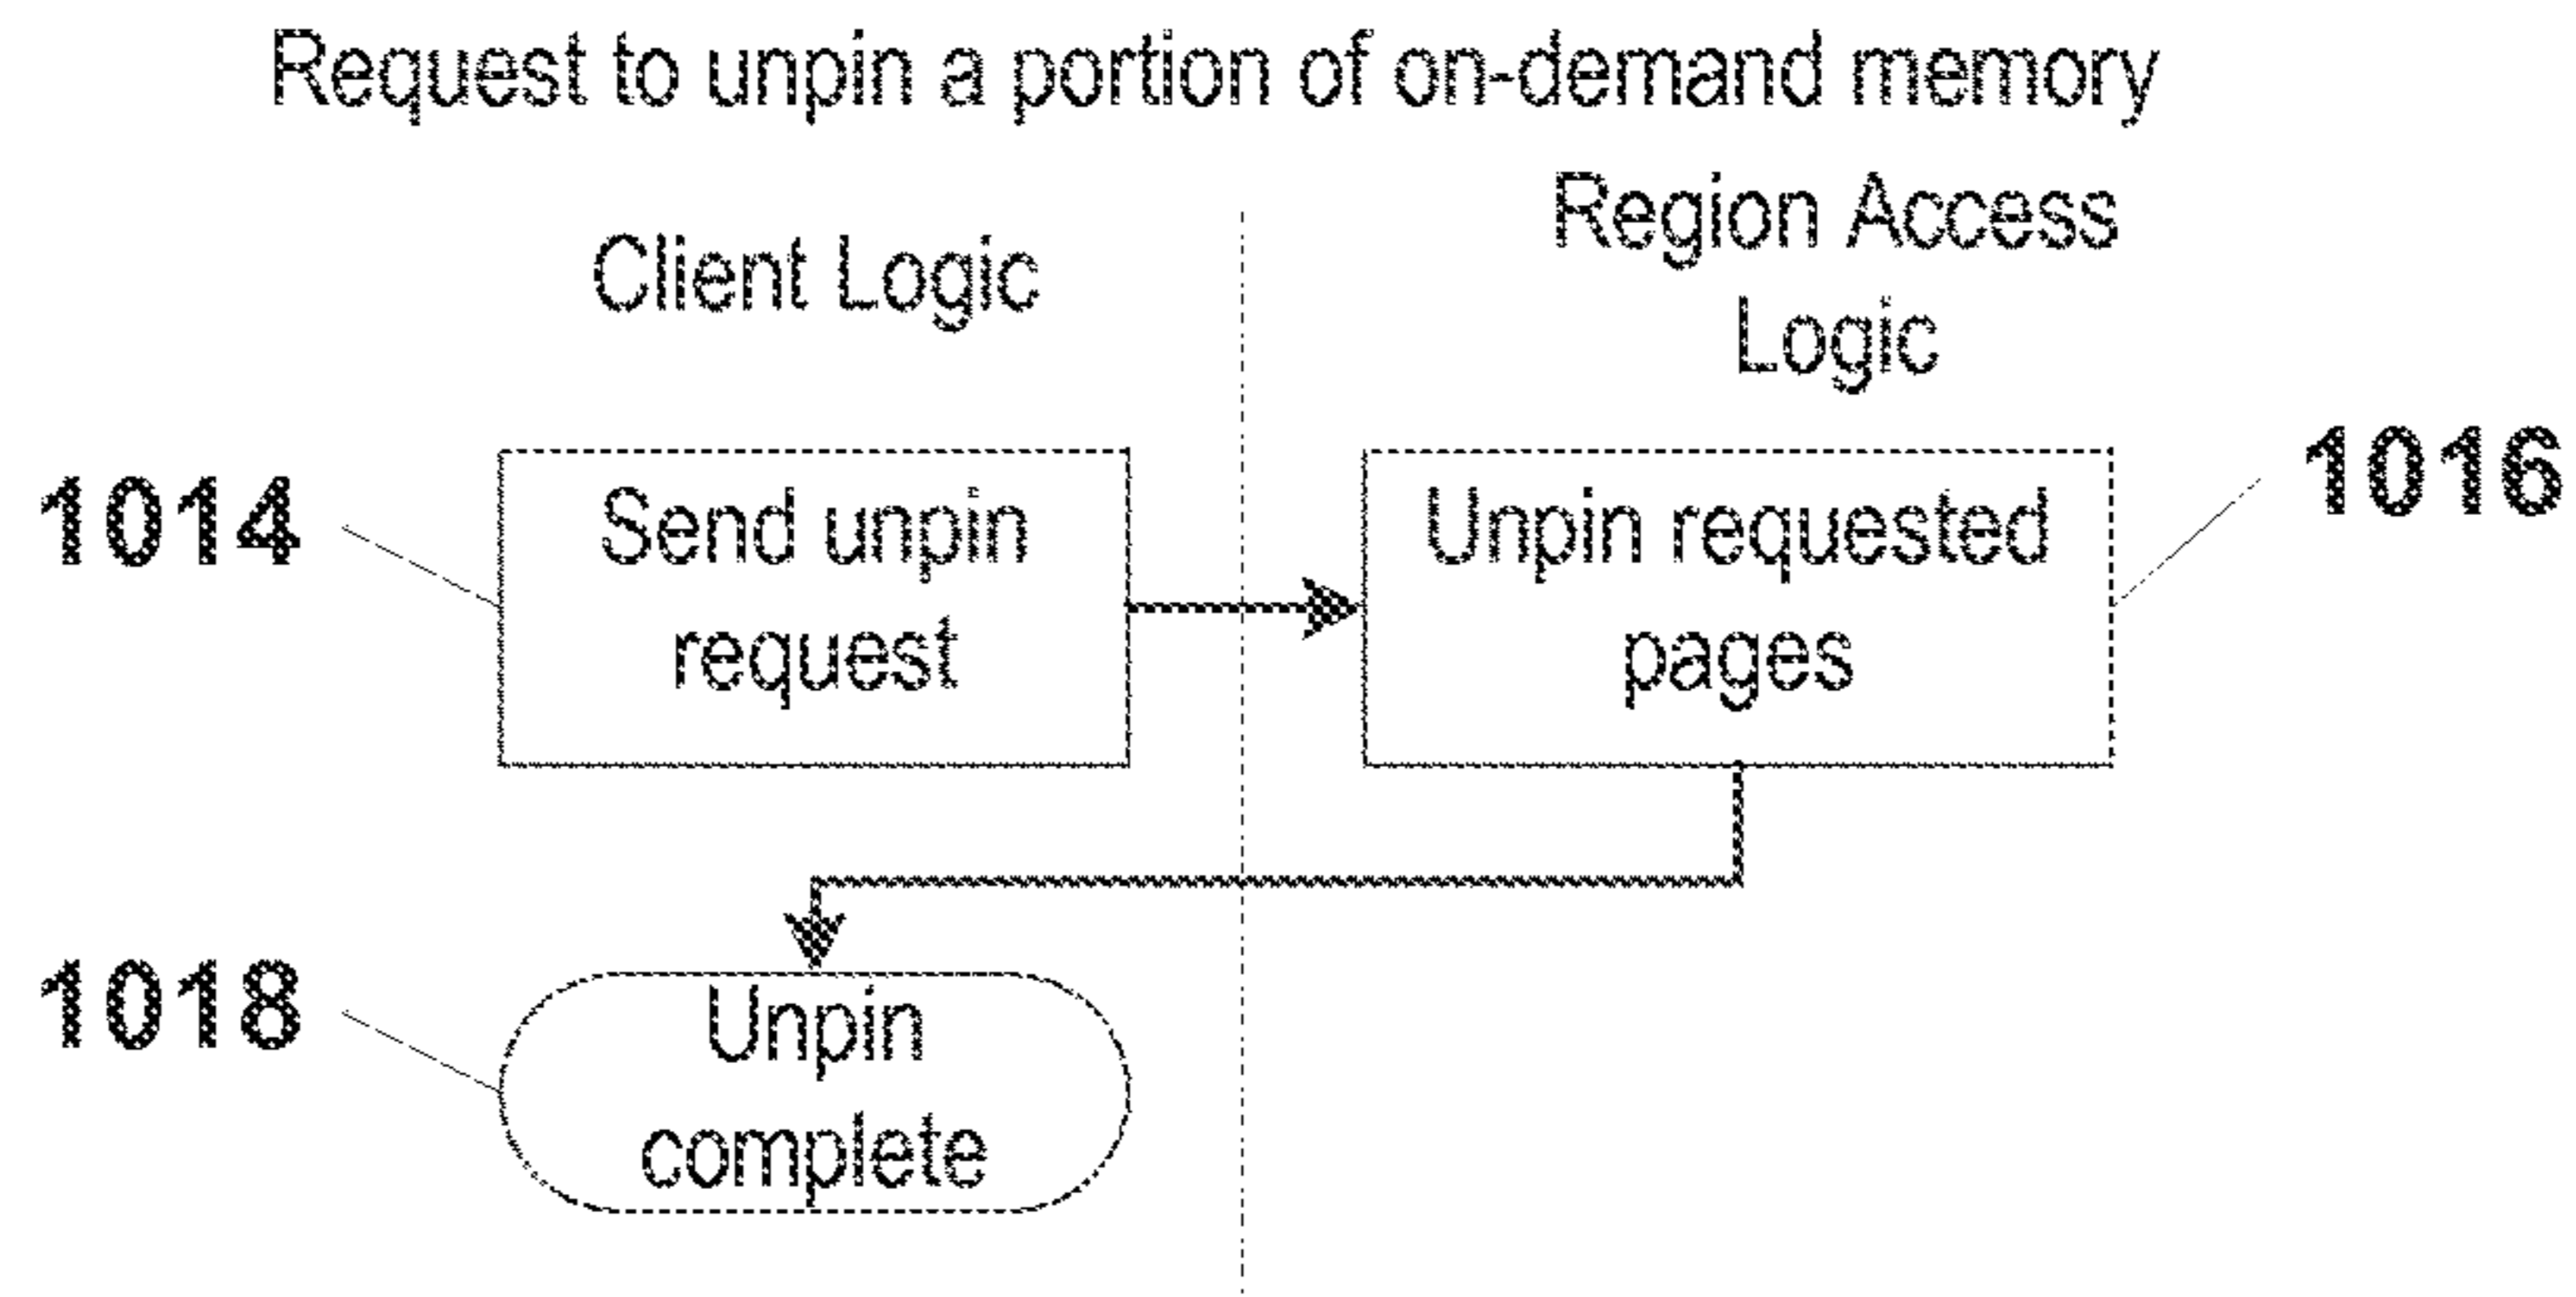 Request to unpin a portion of on-demand memory
Client Logic
Region Access
Logic
1014
Send unpin
request
Unpin requested
pages
1016
1018
Unpin
complete